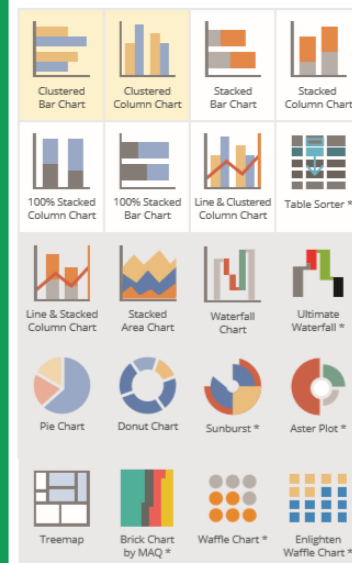 Clustered
Bar Chart
Clustered
Column Chart
Stacked
Bar Chart
Stacked
Column Chart
100% Stacked
Column Chart
100% Stacked
Bar Chart
Line & Clustered
Column Chart
Table Sorter *
Line & Stacked
Column Chart
Stacked
Area Chart
Waterfall
Chart
Ultimate
Waterfall *
Pie Chart
Donut Chart
Sunburst *
Aster Plot *
Treemap
Brick Chart
by MAQ *
Waffle Chart *
Enlighten
Waffle Chart *